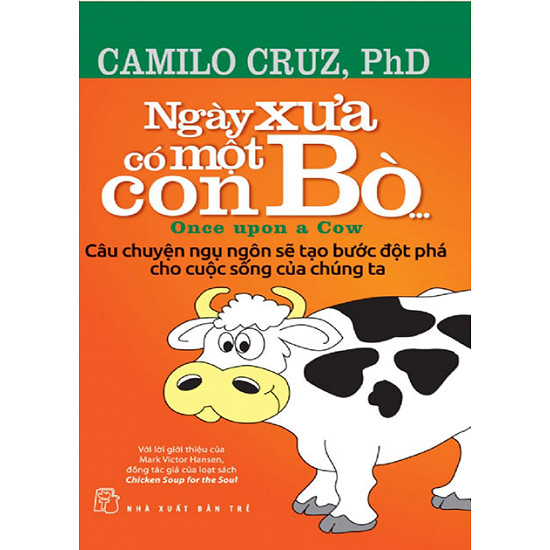 CAMILO CRUZ, PhD
Ngày xưa
có một
con Bò...
Once upon a Cow
Câu chuyện ngụ ngôn sẽ tạo bước đột phá
cho cuộc sống của chúng ta
Với lời giới thiệu của
Mark Victor Hansen,
đồng tác giả của loạt sách
Chicken Soup for the Soul
NHÀ XUẤT BẢN TRẺ